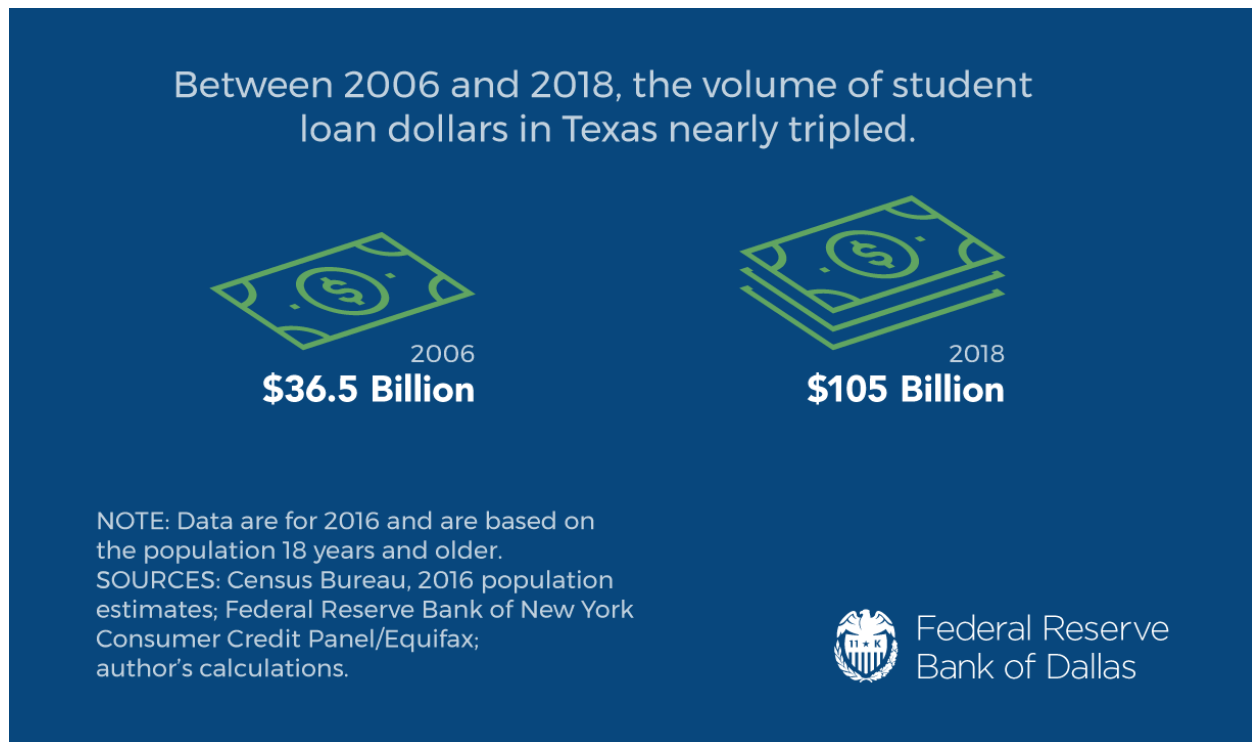 Between 2006 and 2018, the volume of student
loan dollars in Texas nearly tripled.
$
2006
$36.5 Billion
$
2018
$105 Billion
NOTE: Data are for 2016 and are based on
the population 18 years and older.
SOURCES: Census Bureau, 2016 population
estimates; Federal Reserve Bank of New York
Consumer Credit Panel/Equifax;
author’s calculations.
11 ★ K
Federal Reserve
Bank of Dallas